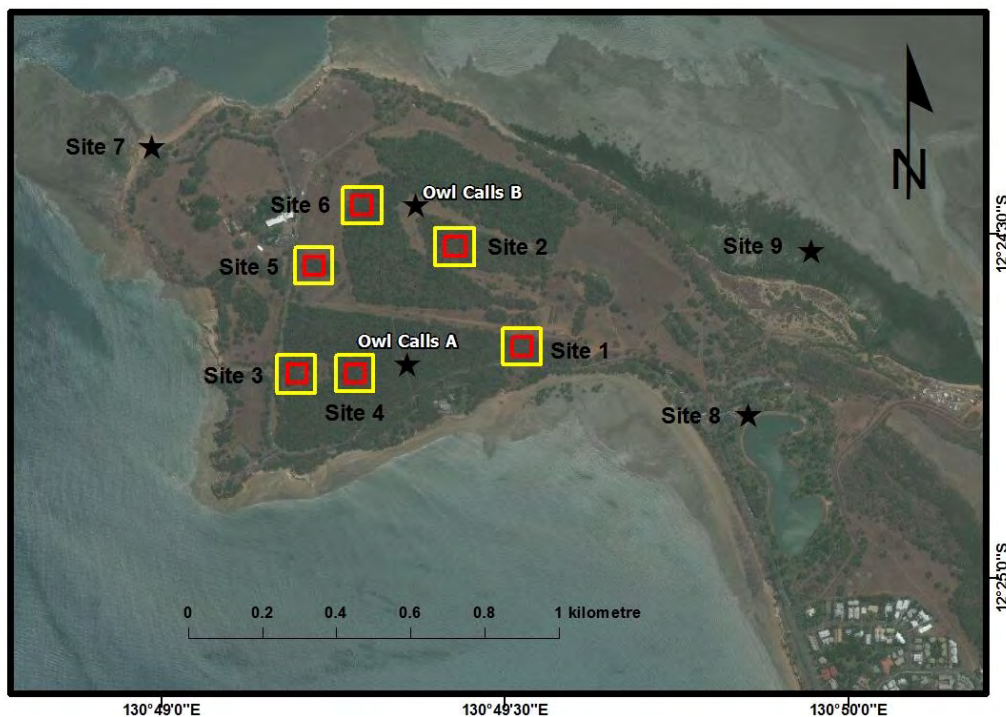 N
Site 7
Owl Calls B
Site 6
Site 2
Site 9
12°24'30"S
Site 5
Owl Calls A
Site 1
Site 3
Site 4
Site 8
12°25'0"S
0 0.2 0.4 0.6 0.8 1 kilometre
130°49'0"E
130°49'30"E
130°50'0"E